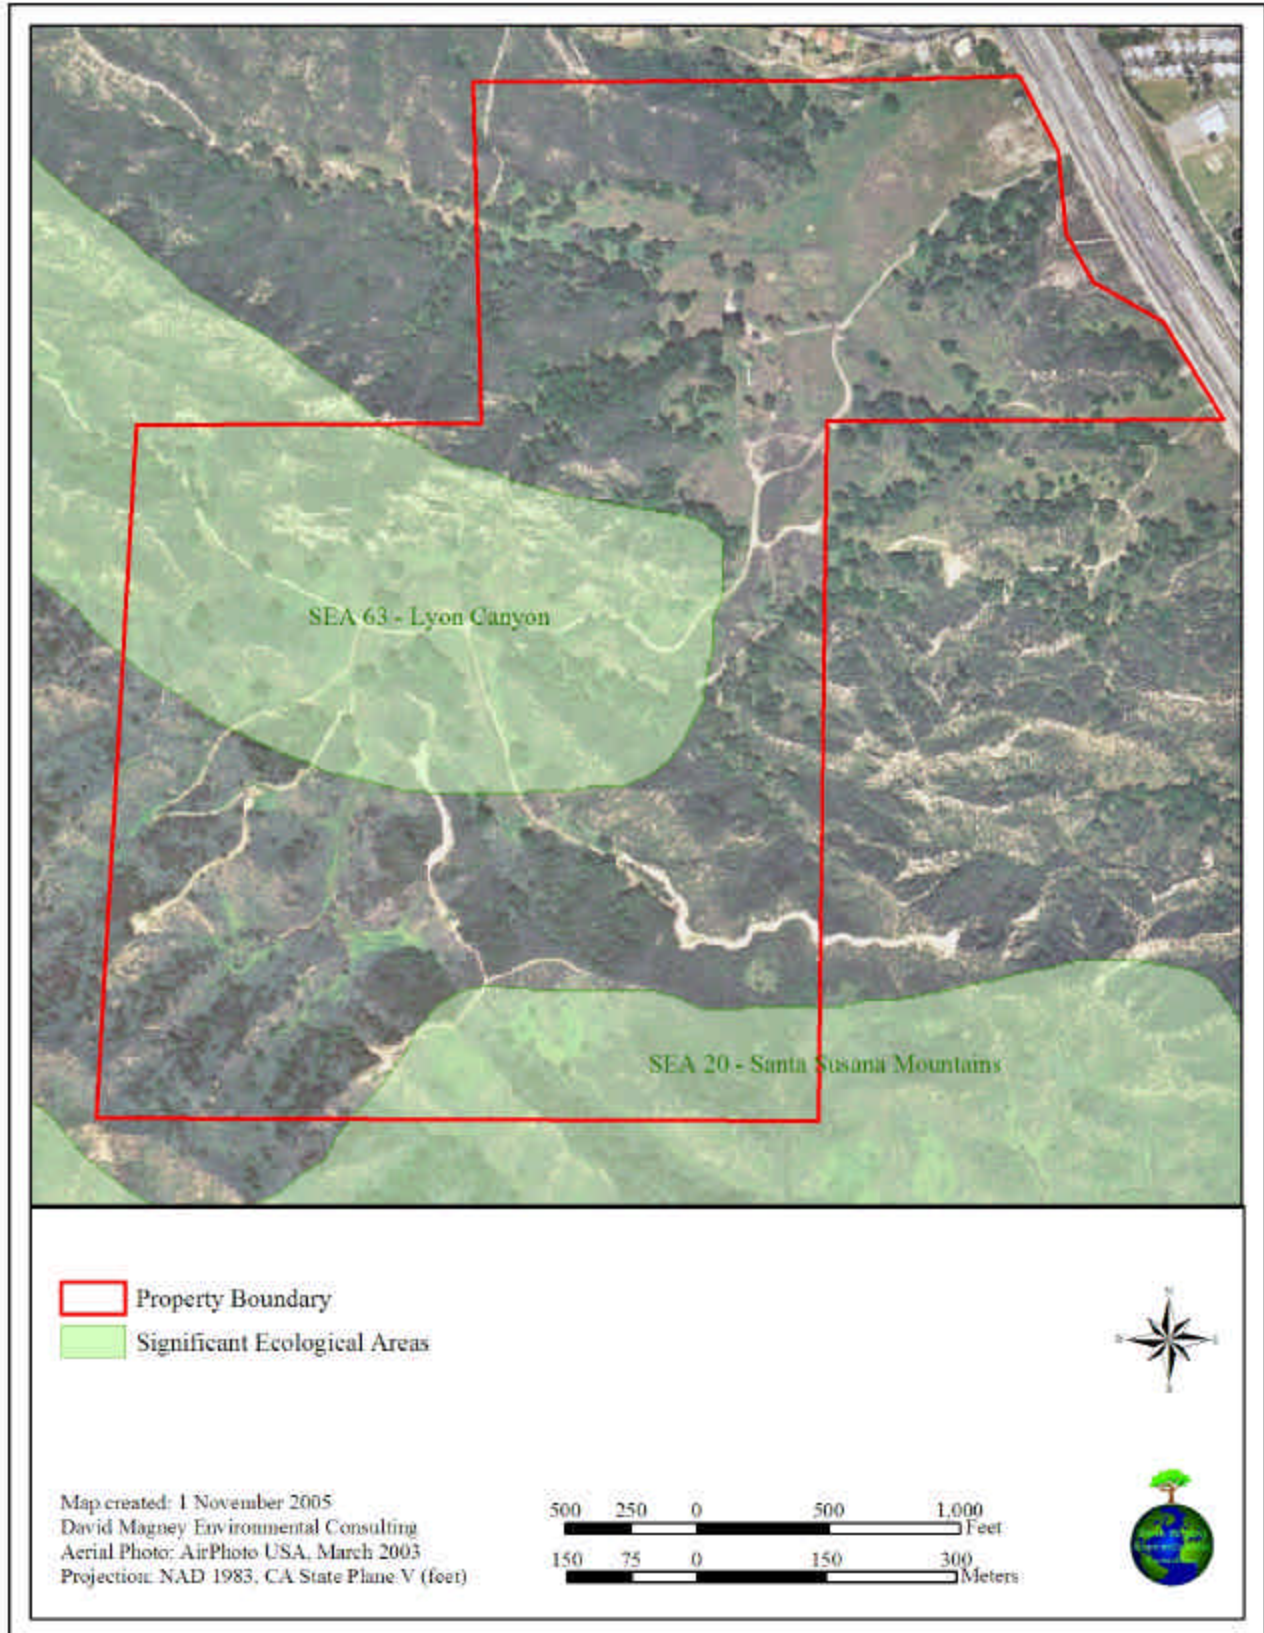 SEA 63 - Lyon Canyon
SEA 20 - Santa Susana Mountains
Property Boundary
Significant Ecological Areas
N
S
Map created: 1 November 2005
David Magney Environmental Consulting
Aerial Photo: AirPhoto USA, March 2003
Projection: NAD 1983, CA State Plane V (feet)
500 250 0 500 1,000
Feet
150 75 0 150 300
Meters